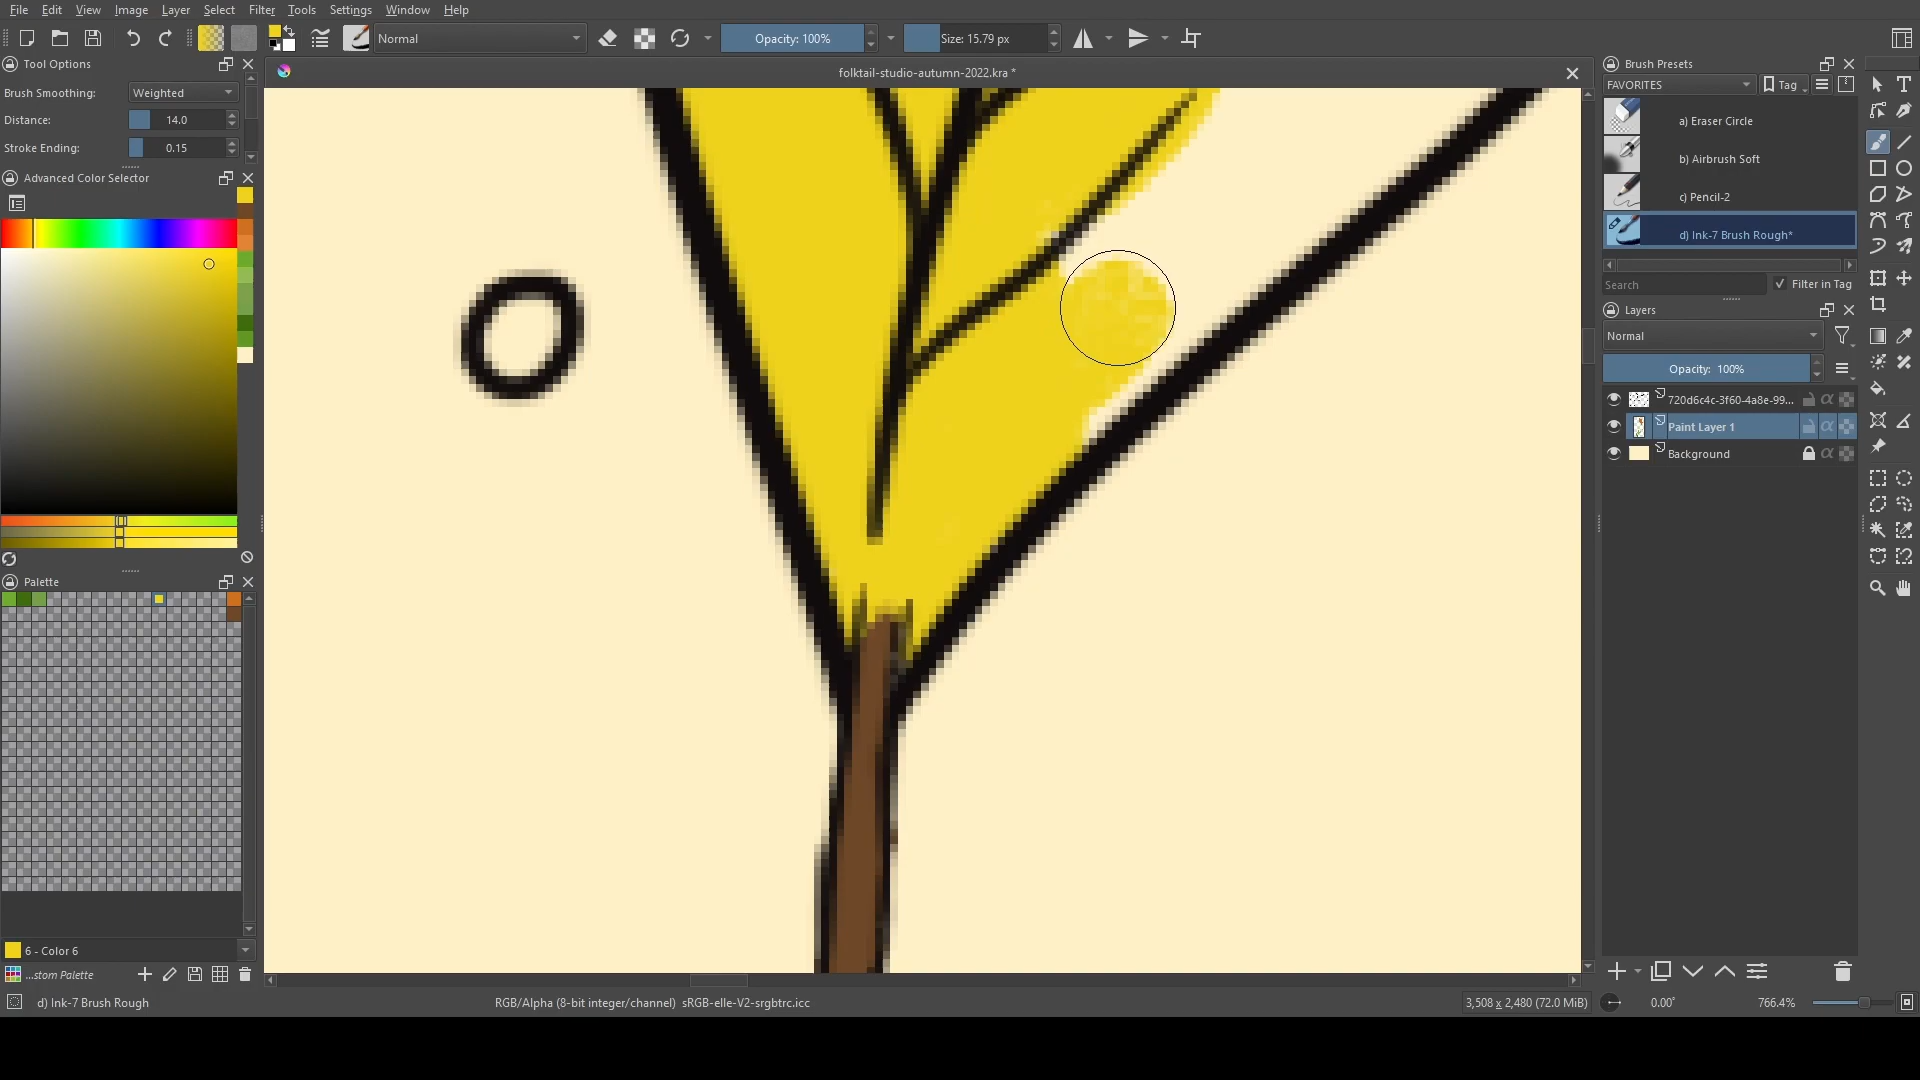 File Edit View Image Layer Select Filter Tools Settings Window Help
Normal
Opacity: 100%
Size: 15.79 px
Tool Options
Brush Smoothing: Weighted
Distance: 14.0
Stroke Ending: 0.15
Advanced Color Selector
Palette
6 - Color 6
...stom Palette
folktail-studio-autumn-2022.kra *
Brush Presets
FAVORITES
Tag
a) Eraser Circle
b) Airbrush Soft
c) Pencil-2
d) Ink-7 Brush Rough*
Search
Filter in Tag
Layers
Normal
Opacity: 100%
720d6c4c-3f60-4a8e-99...
Paint Layer 1
Background
d) Ink-7 Brush Rough
RGB/Alpha (8-bit integer/channel) sRGB-elle-V2-srgbtrc.icc
3,508 x 2,480 (72.0 MiB)
0.00°
766.4%